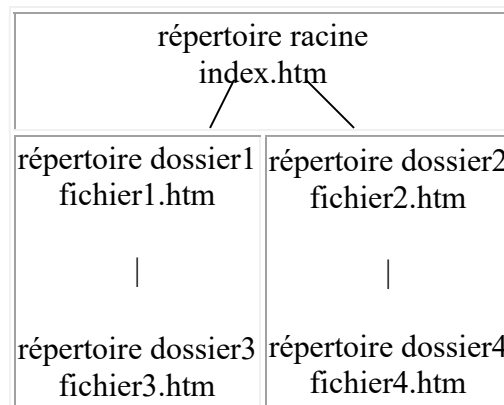 répertoire racine
index.htm
répertoire dossier1
fichier1.htm
|
répertoire dossier3
fichier3.htm
répertoire dossier2
fichier2.htm
|
répertoire dossier4
fichier4.htm